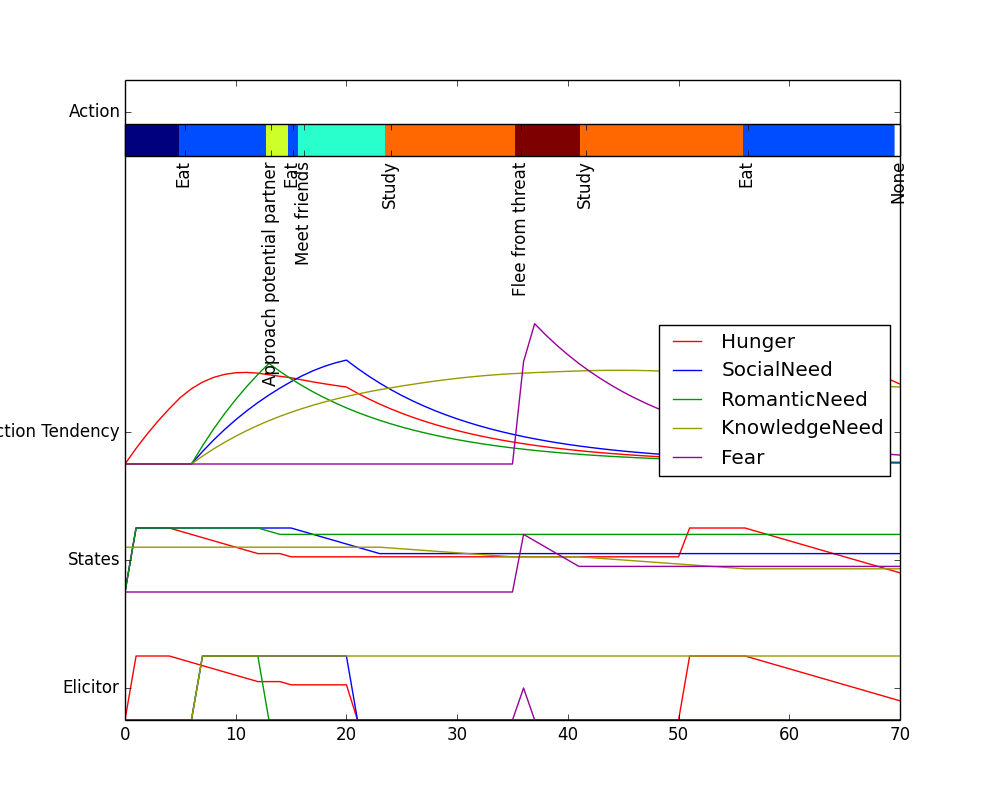 Action
Eat
Approach potential partner
Eat
Meet friends
Study
Flee from threat
Study
Eat
None
Hunger
SocialNeed
RomanticNeed
KnowledgeNeed
Fear
ction Tendency
States
Elicitor
0 10 20 30 40 50 60 70